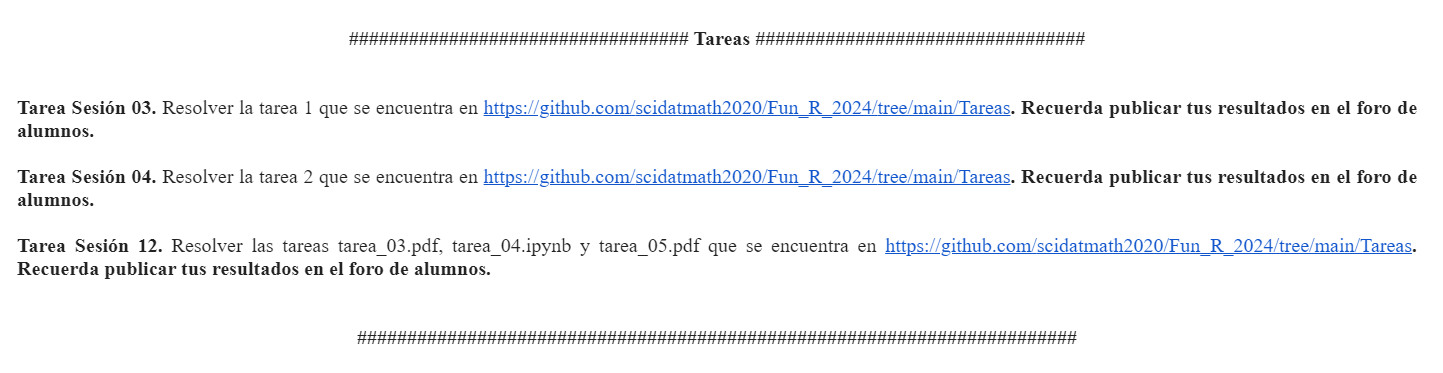 ################################## Tareas #################################
Tarea Sesión 03. Resolver la tarea 1 que se encuentra en https://github.com/scidatmath2020/Fun_R_2024/tree/main/Tareas. Recuerda publicar tus resultados en el foro de
alumnos.
Tarea Sesión 04. Resolver la tarea 2 que se encuentra en https://github.com/scidatmath2020/Fun_R_2024/tree/main/Tareas. Recuerda publicar tus resultados en el foro de
alumnos.
Tarea Sesión 12. Resolver las tareas tarea_03.pdf, tarea_04.ipynb y tarea_05.pdf que se encuentra en https://github.com/scidatmath2020/Fun_R_2024/tree/main/Tareas.
Recuerda publicar tus resultados en el foro de alumnos.
########################################################################